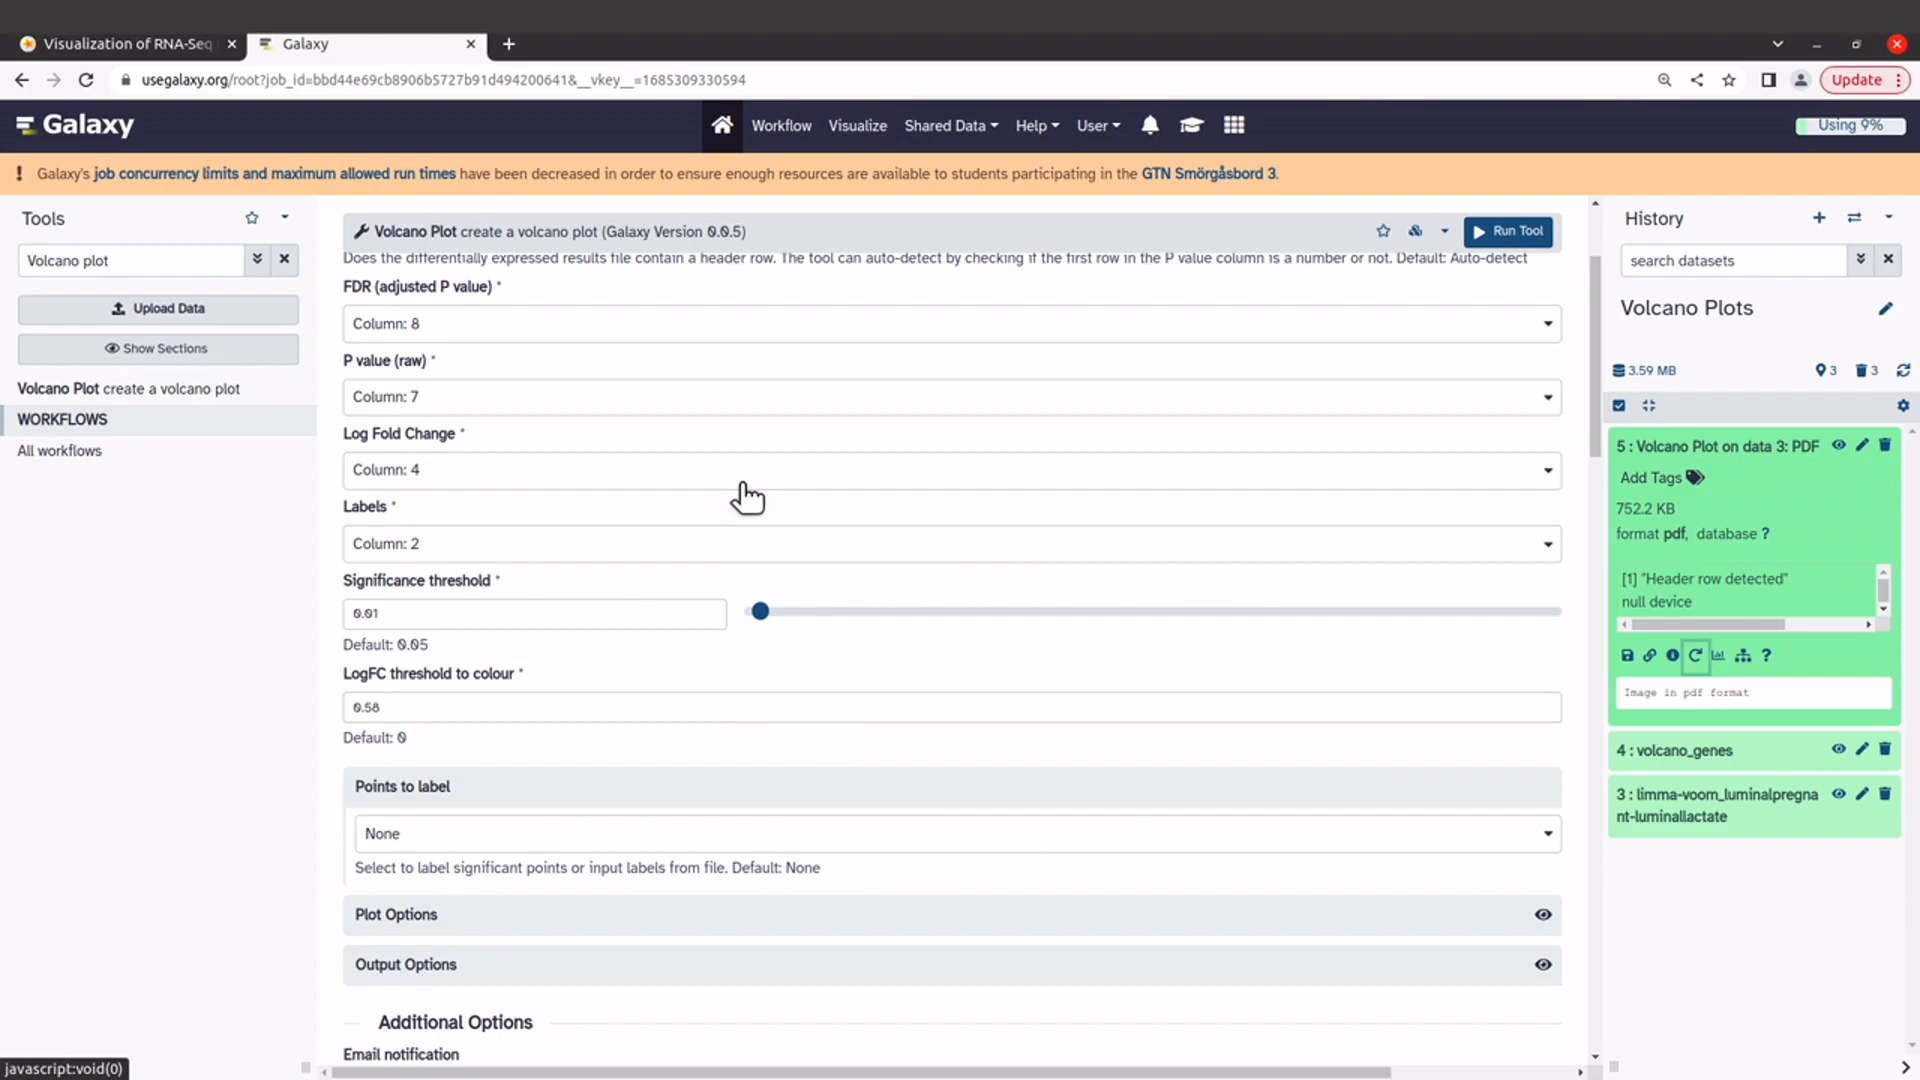 Visualization of RNA-Seq
Galaxy
usegalaxy.org/root?job_id=bbd44e69cb8906b5727b91d494200641&__vkey__=1685309330594
Update
Galaxy
Workflow
Visualize
Shared Data
Help
User
Using 9%
! Galaxy's job concurrency limits and maximum allowed run times have been decreased in order to ensure enough resources are available to students participating in the GTN Smörgåsbord 3.
Tools
Volcano plot
Upload Data
Show Sections
Volcano Plot create a volcano plot
WORKFLOWS
All workflows
Volcano Plot create a volcano plot (Galaxy Version 0.0.5)
Run Tool
Does the differentially expressed results file contain a header row. The tool can auto-detect by checking if the first row in the P value column is a number or not. Default: Auto-detect
FDR (adjusted P value) *
Column: 8
P value (raw) *
Column: 7
Log Fold Change *
Column: 4
Labels *
Column: 2
Significance threshold *
0.01
Default: 0.05
LogFC threshold to colour *
0.58
Default: 0
Points to label
None
Select to label significant points or input labels from file. Default: None
Plot Options
Output Options
Additional Options
Email notification
History
search datasets
Volcano Plots
3.59 MB
3
3
5 : Volcano Plot on data 3: PDF
Add Tags
752.2 KB
format pdf, database ?
[1] "Header row detected"
null device
?
Image in pdf format
4 : volcano_genes
3 : limma-voom_luminalpregna
nt-luminallactate
javascript:void(0)